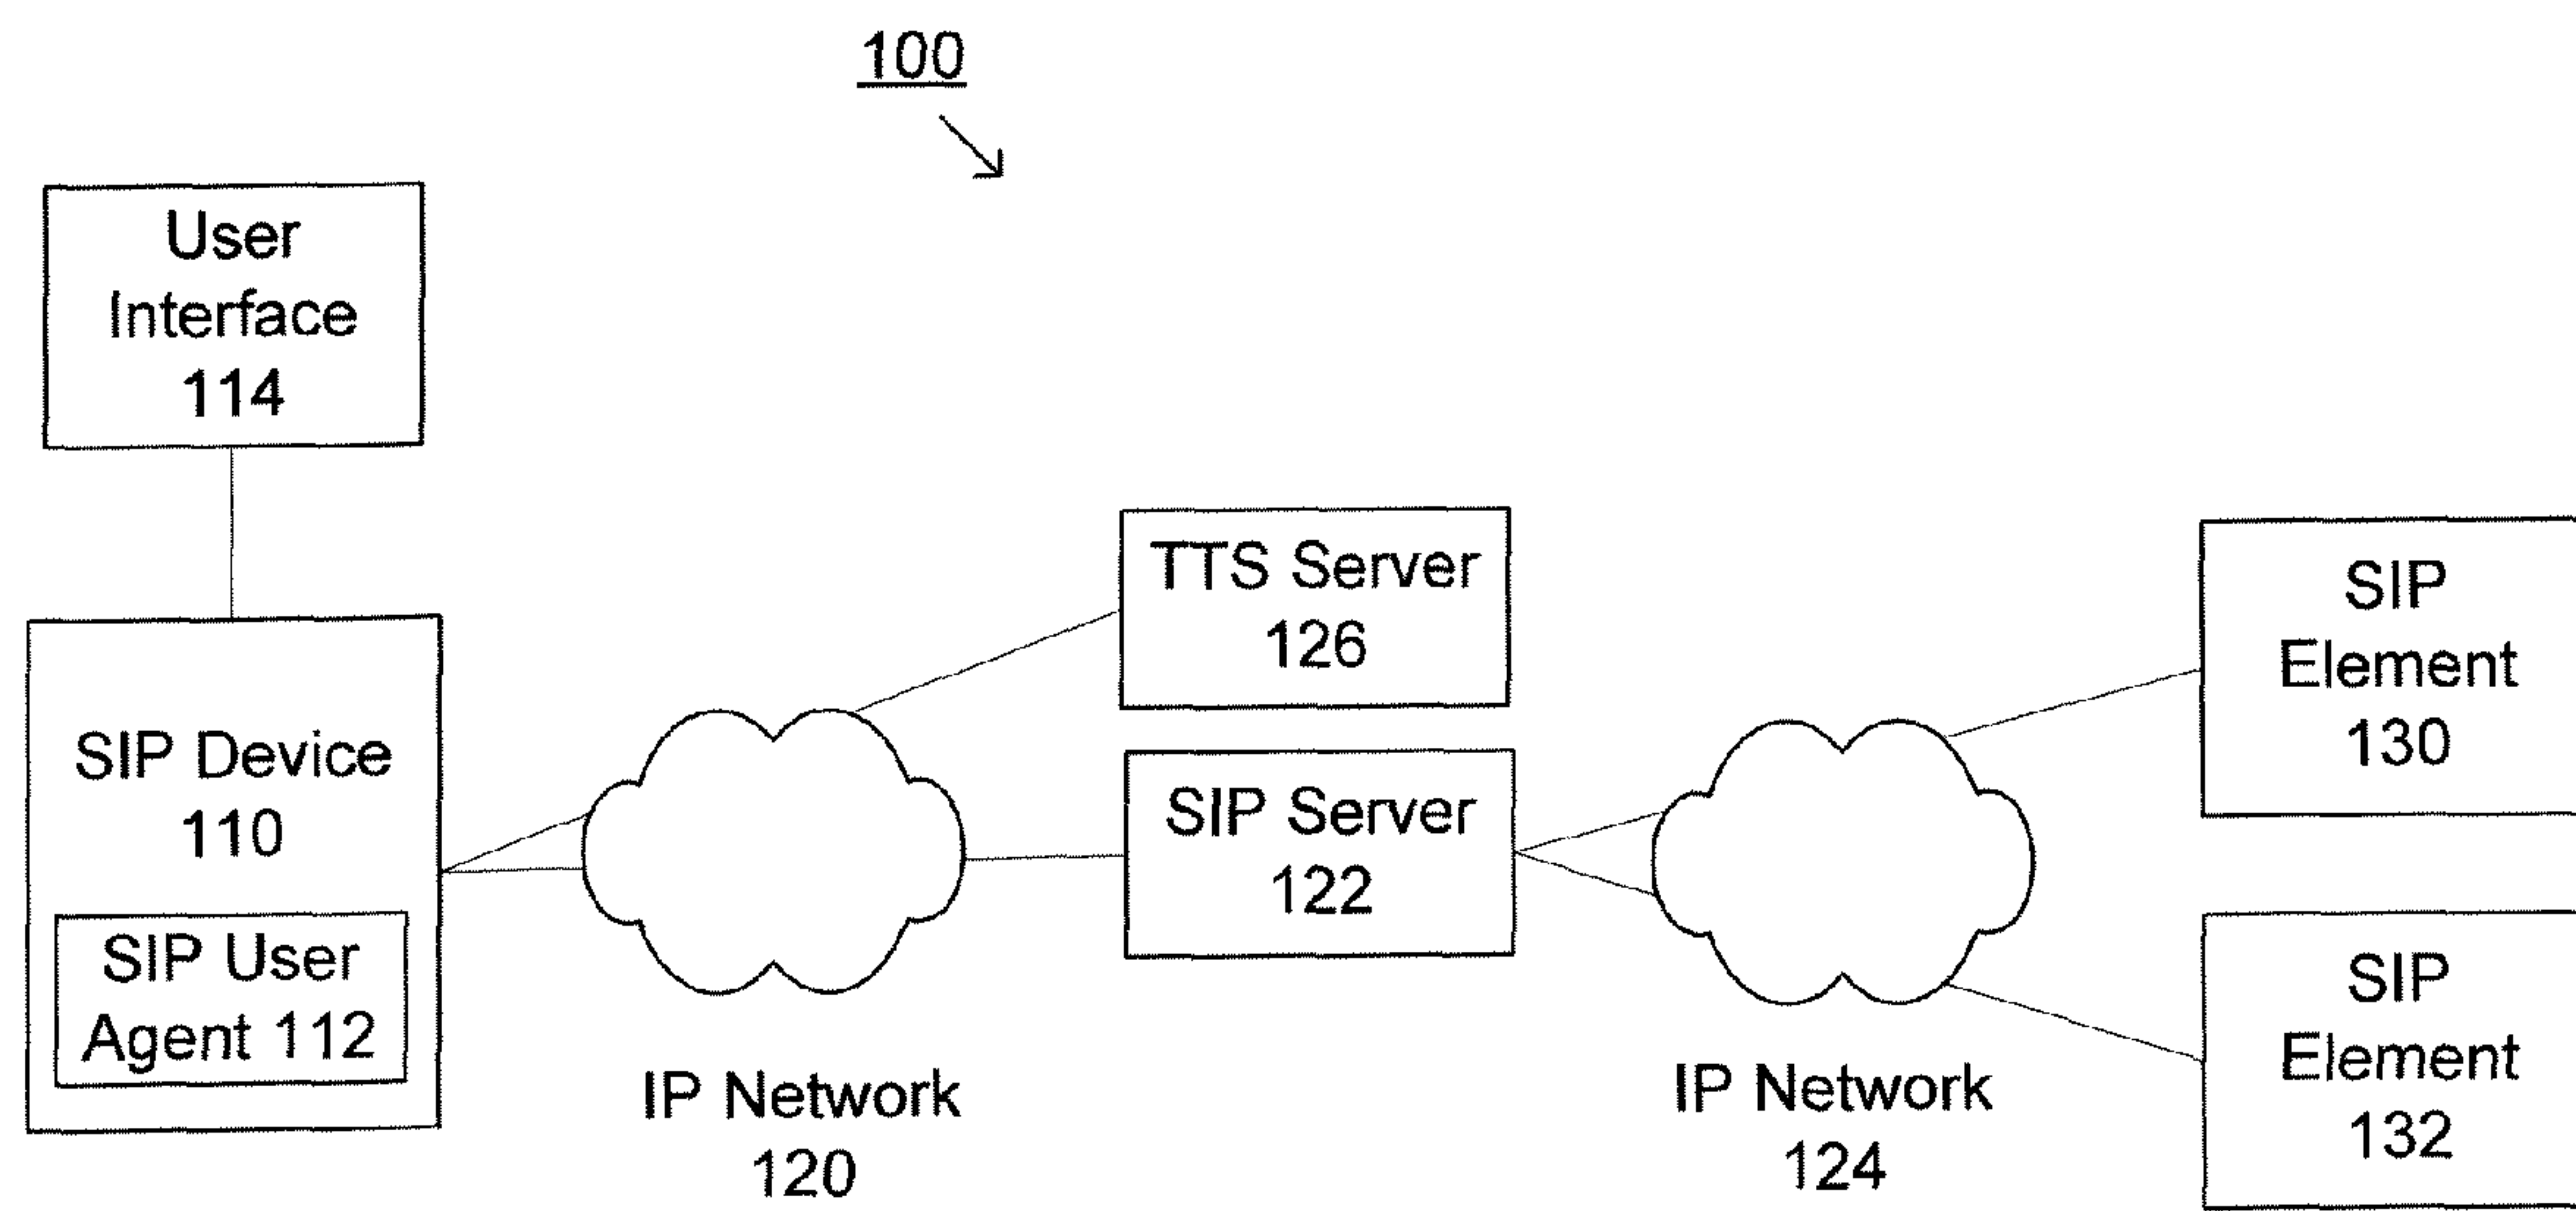 100
User
Interface
114
TTS Server
126
SIP
Element
130
SIP Device
110
SIP Server
122
SIP User
Agent 112
SIP
Element
132
IP Network
120
IP Network
124